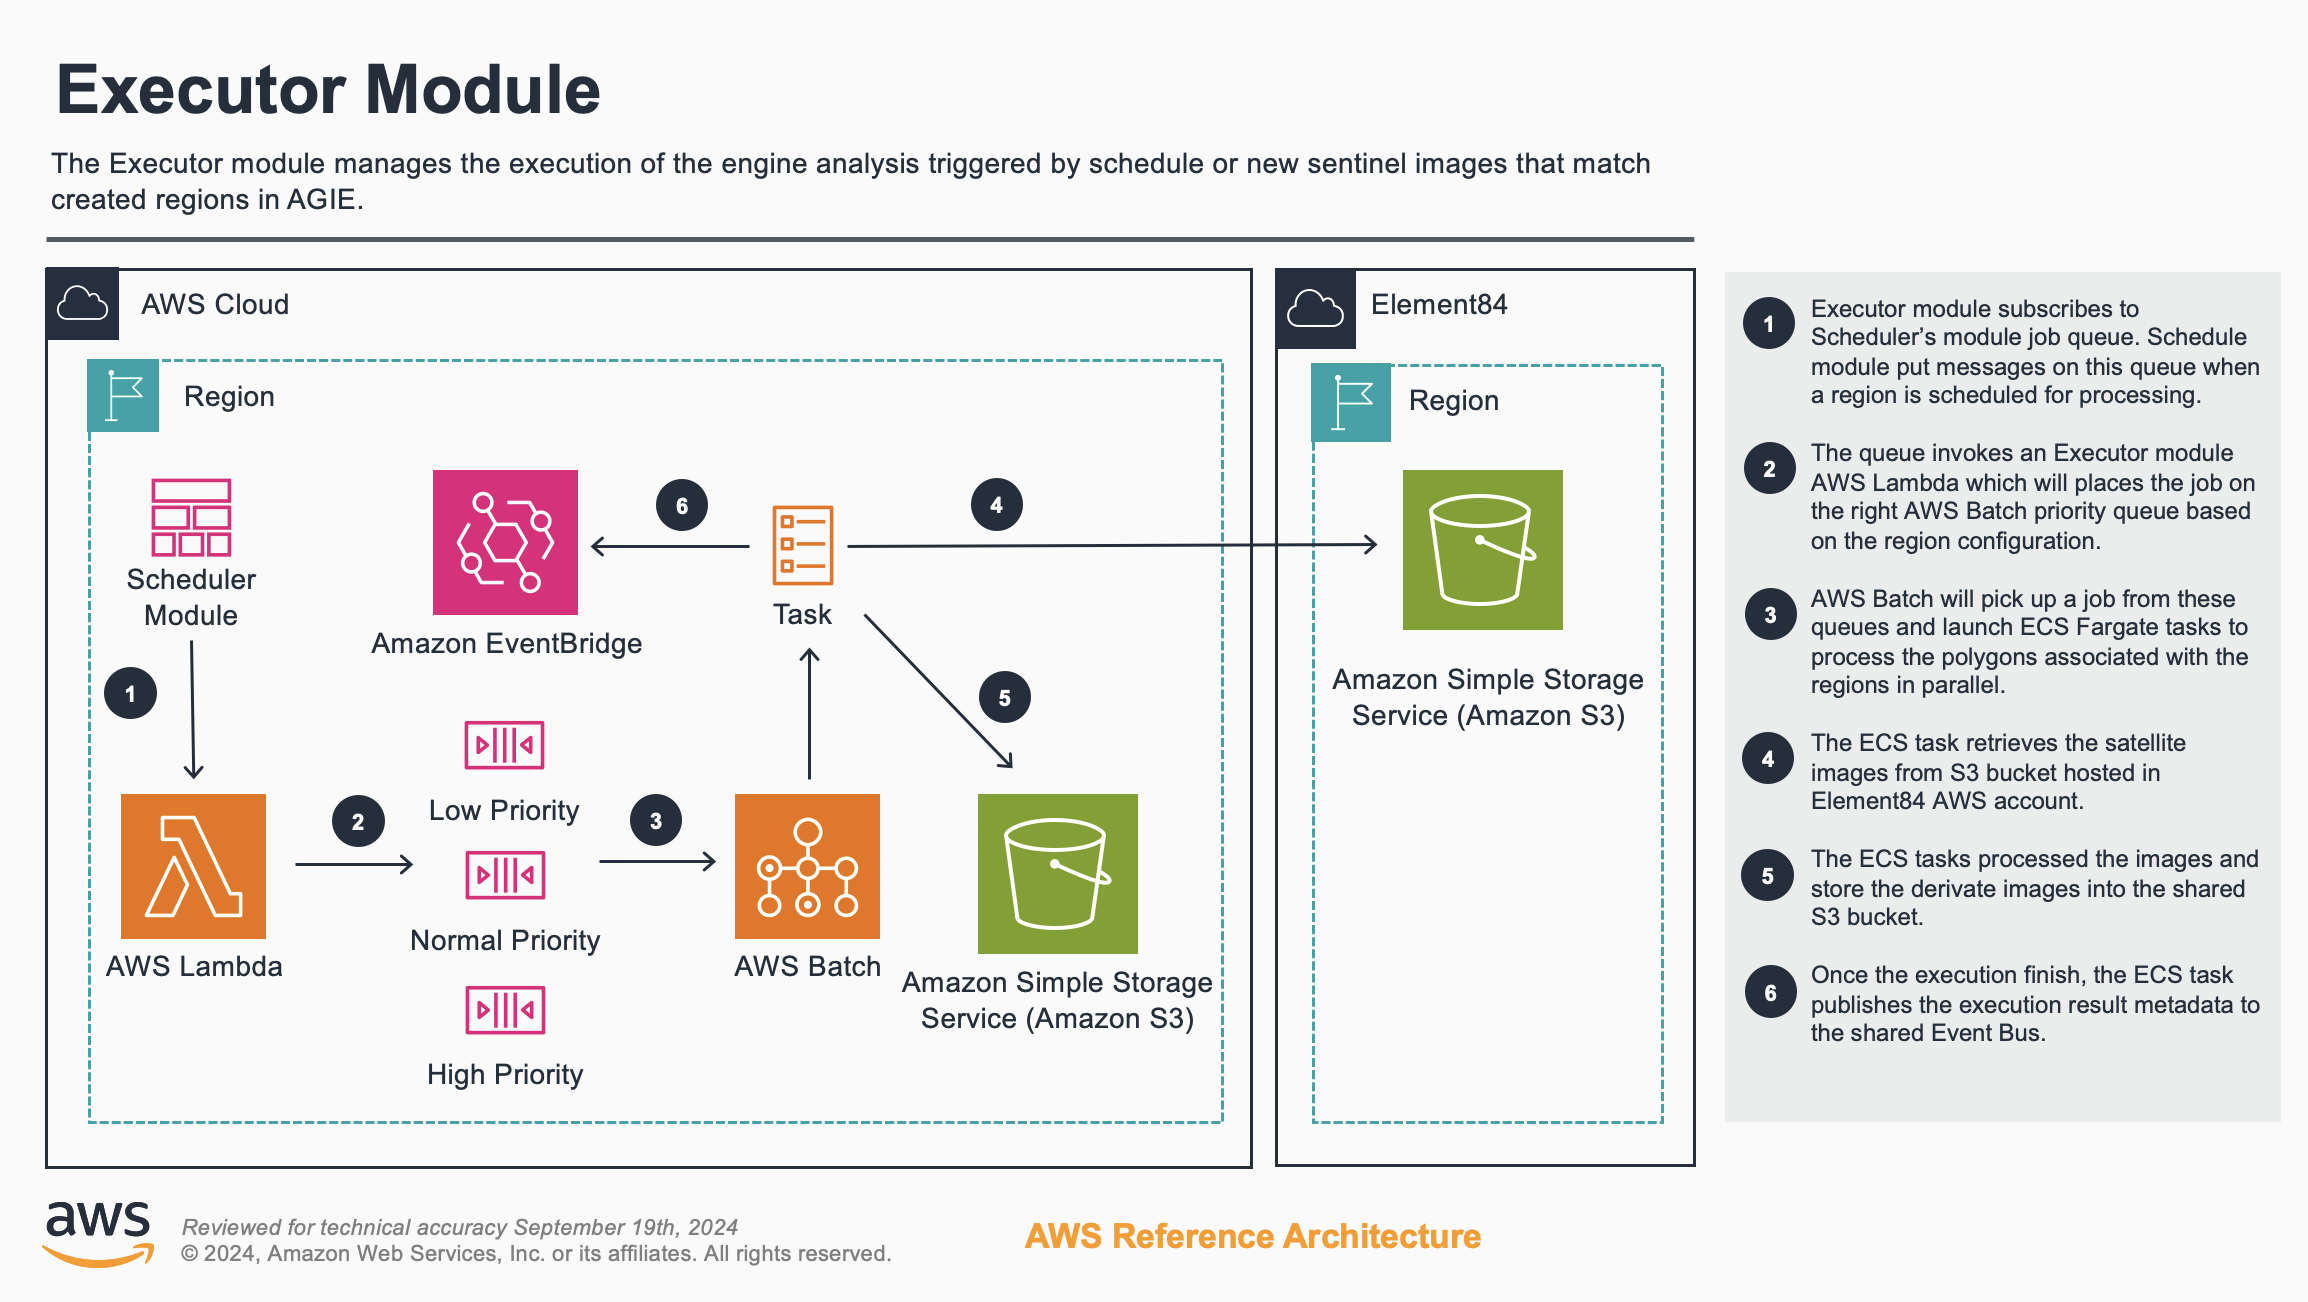 Executor Module
The Executor module manages the execution of the engine analysis triggered by schedule or new sentinel images that match
created regions in AGIE.
AWS Cloud
Region
Scheduler
Module
Amazon EventBridge
6
Task
4
1
5
Low Priority
2
3
Normal Priority
High Priority
AWS Lambda
AWS Batch
Amazon Simple Storage
Service (Amazon S3)
Element84
Region
Amazon Simple Storage
Service (Amazon S3)
1
Executor module subscribes to
Scheduler’s module job queue. Schedule
module put messages on this queue when
a region is scheduled for processing.
2
The queue invokes an Executor module
AWS Lambda which will places the job on
the right AWS Batch priority queue based
on the region configuration.
3
AWS Batch will pick up a job from these
queues and launch ECS Fargate tasks to
process the polygons associated with the
regions in parallel.
4
The ECS task retrieves the satellite
images from S3 bucket hosted in
Element84 AWS account.
5
The ECS tasks processed the images and
store the derivate images into the shared
S3 bucket.
6
Once the execution finish, the ECS task
publishes the execution result metadata to
the shared Event Bus.
aws
Reviewed for technical accuracy September 19th, 2024
© 2024, Amazon Web Services, Inc. or its affiliates. All rights reserved.
AWS Reference Architecture